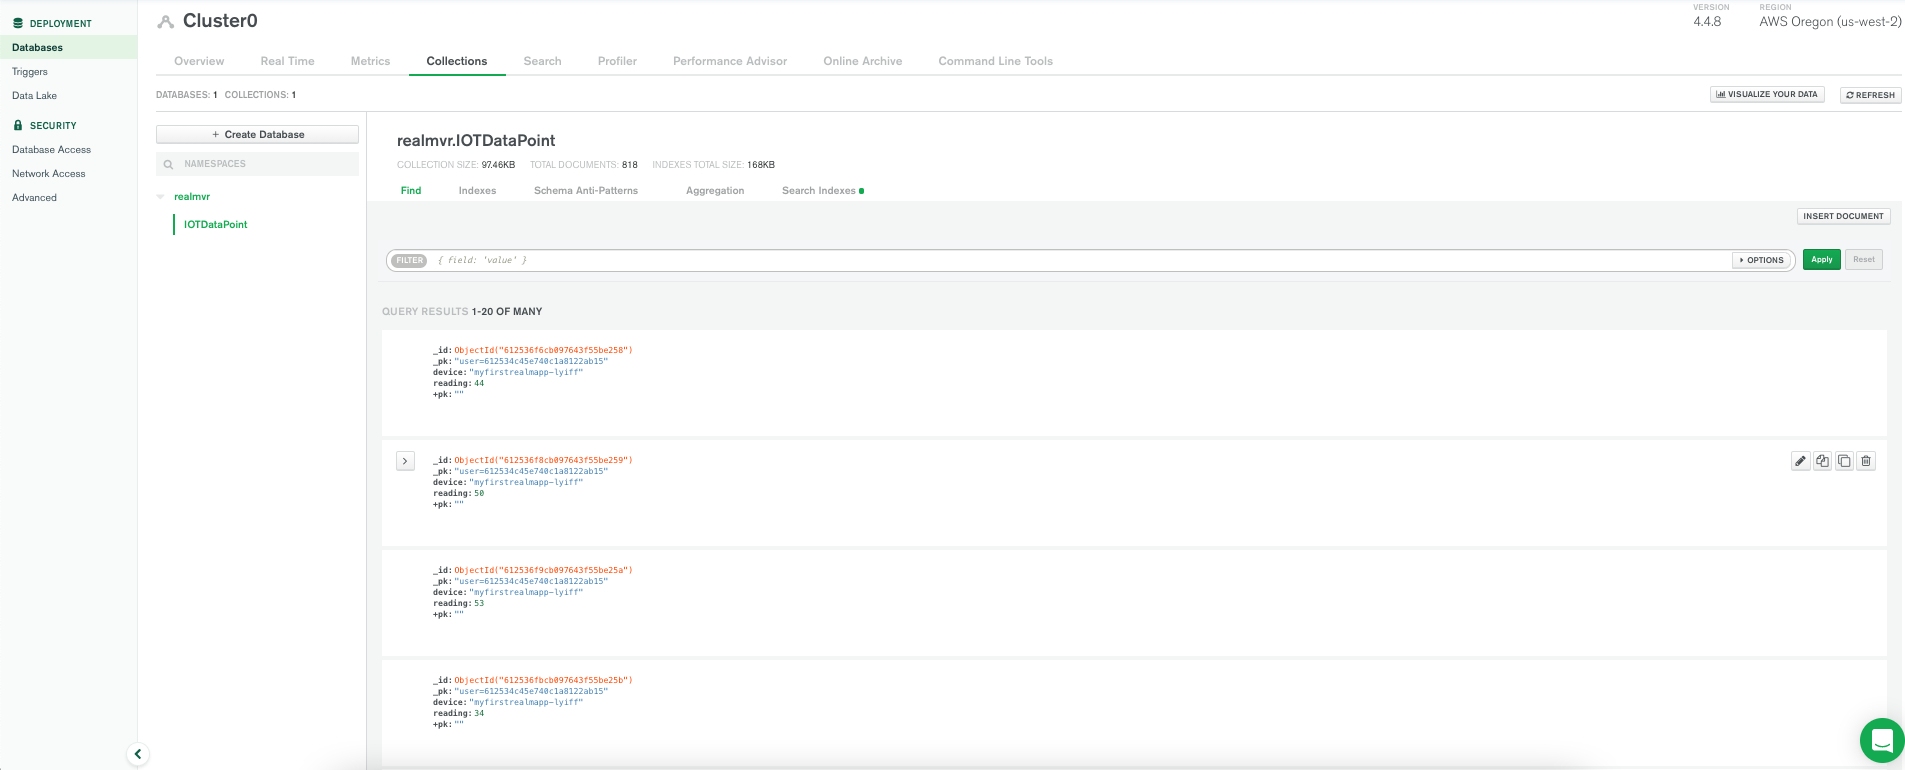 DEPLOYMENT
Databases
Triggers
Data Lake
SECURITY
Database Access
Network Access
Advanced
Cluster0
VERSION
4.4.8
REGION
AWS Oregon (us-west-2)
Overview Real Time Metrics Collections Search Profiler Performance Advisor Online Archive Command Line Tools
DATABASES: 1 COLLECTIONS: 1
VISUALIZE YOUR DATA
REFRESH
+ Create Database
NAMESPACES
realmvr
IOTDataPoint
realmvr.IOTDataPoint
COLLECTION SIZE: 97.46KB TOTAL DOCUMENTS: 818 INDEXES TOTAL SIZE: 168KB
Find Indexes Schema Anti-Patterns Aggregation Search Indexes
INSERT DOCUMENT
FILTER { field: 'value' }
OPTIONS
Apply
Reset
QUERY RESULTS 1-20 OF MANY
_id: ObjectId("612536f6cb097643f55be258")
_pk: "user=612534c45e740c1a8122ab15"
device: "myfirstrealmapp-lyiff"
reading: 44
+pk: ""
_id: ObjectId("612536f8cb097643f55be259")
_pk: "user=612534c45e740c1a8122ab15"
device: "myfirstrealmapp-lyiff"
reading: 50
+pk: ""
_id: ObjectId("612536f9cb097643f55be25a")
_pk: "user=612534c45e740c1a8122ab15"
device: "myfirstrealmapp-lyiff"
reading: 53
+pk: ""
_id: ObjectId("612536fbcb097643f55be25b")
_pk: "user=612534c45e740c1a8122ab15"
device: "myfirstrealmapp-lyiff"
reading: 34
+pk: ""